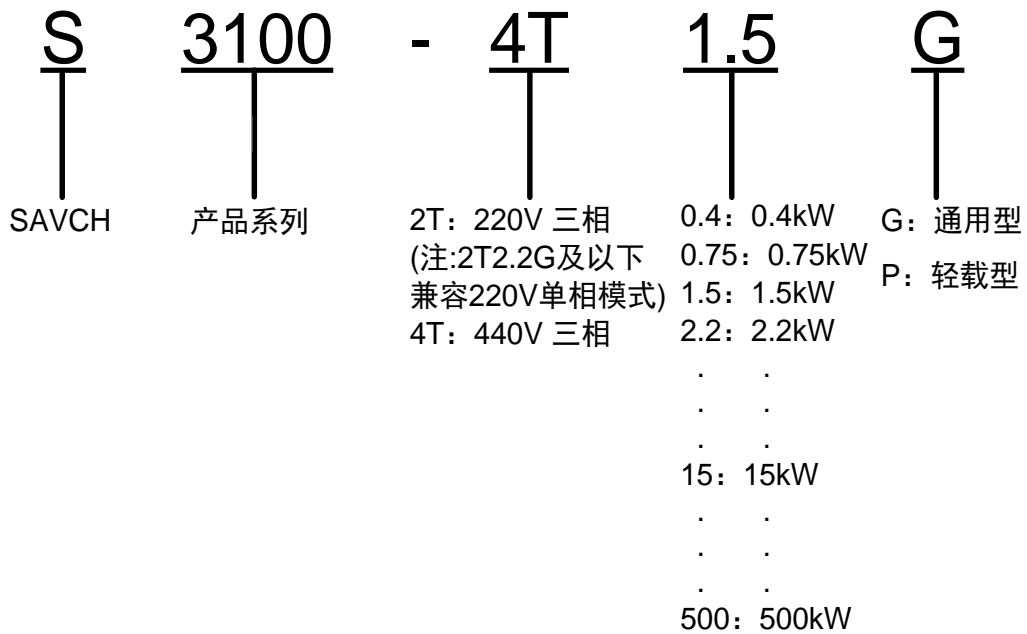 S 3100 - 4T 1.5 G
SAVCH
产品系列
2T：220V 三相
(注:2T2.2G及以下
兼容220V单相模式)
4T：440V 三相
0.4：0.4kW
0.75：0.75kW
1.5：1.5kW
2.2：2.2kW
. .
. .
. .
15：15kW
. .
. .
. .
500：500kW
G：通用型
P：轻载型